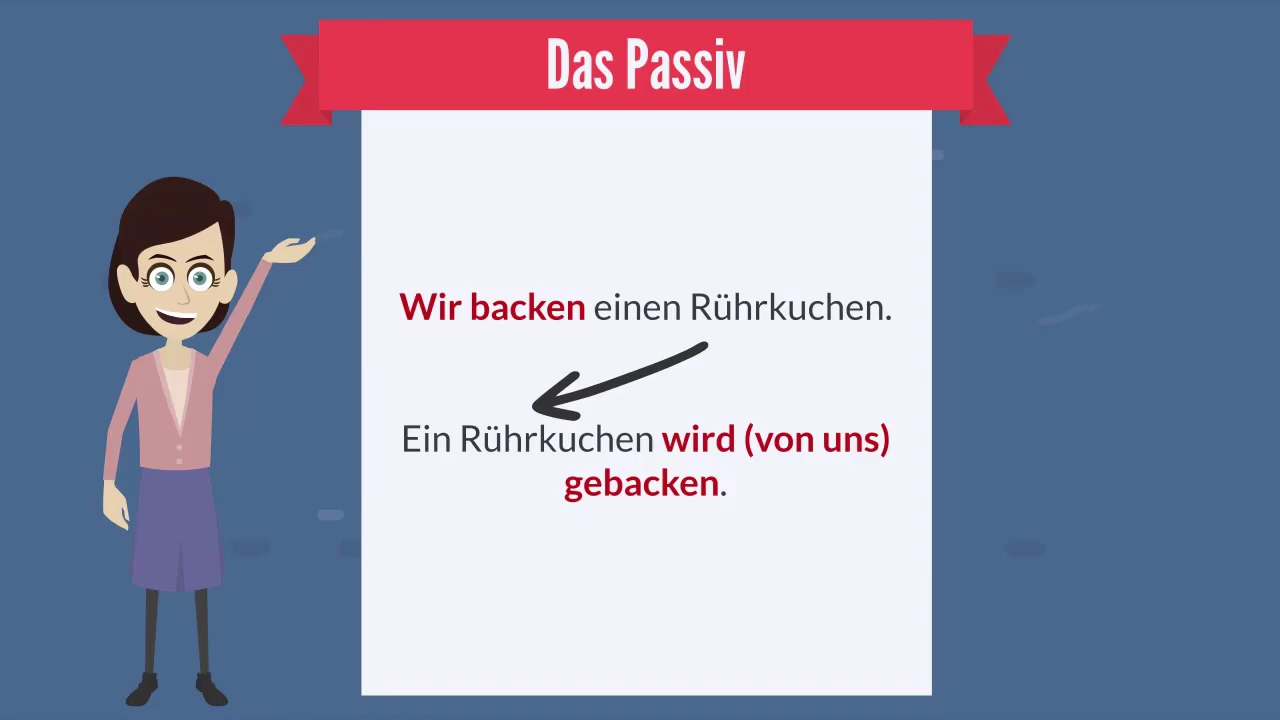 Das Passiv
Wir backen einen Rührkuchen.
Ein Rührkuchen wird (von uns)
gebacken.